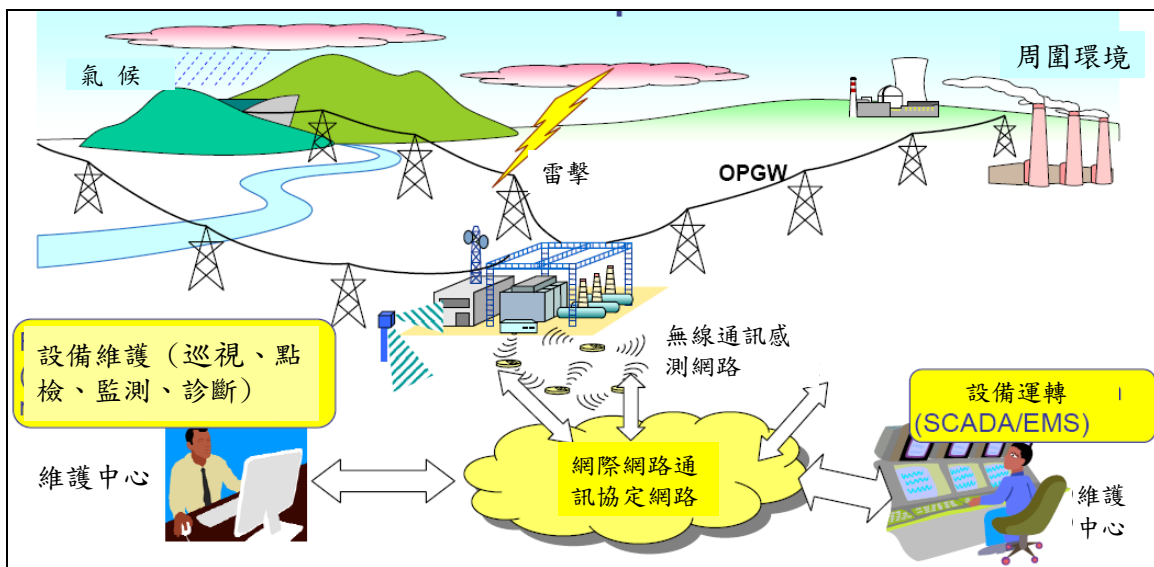 氣 候
周圍環境
雷擊
OPGW
無線通訊感
測網路
設備維護（巡視、點
檢、監測、診斷）
設備運轉
(SCADA/EMS)
維護中心
網際網路通
訊協定網路
維護
中心